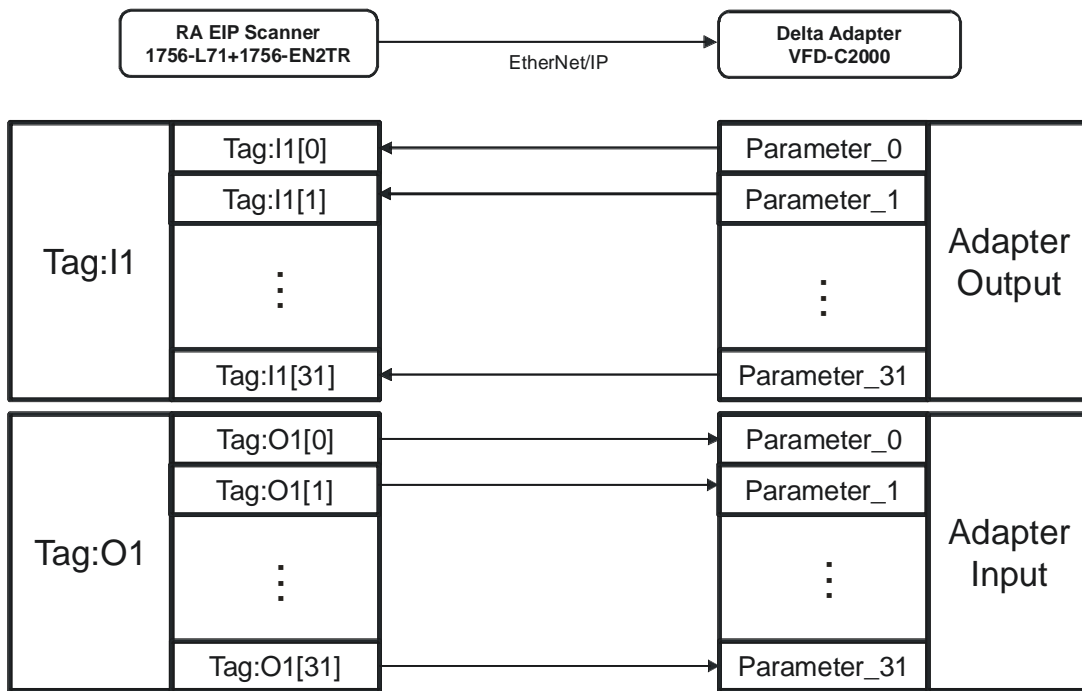 RA EIP Scanner
1756-L71+1756-EN2TR
EtherNet/IP
Delta Adapter
VFD-C2000
Tag:I1
Tag:I1[0]
Tag:I1[1]
⋮
Tag:I1[31]
Parameter_0
Parameter_1
⋮
Parameter_31
Adapter
Output
Tag:O1
Tag:O1[0]
Tag:O1[1]
⋮
Tag:O1[31]
Parameter_0
Parameter_1
⋮
Parameter_31
Adapter
Input